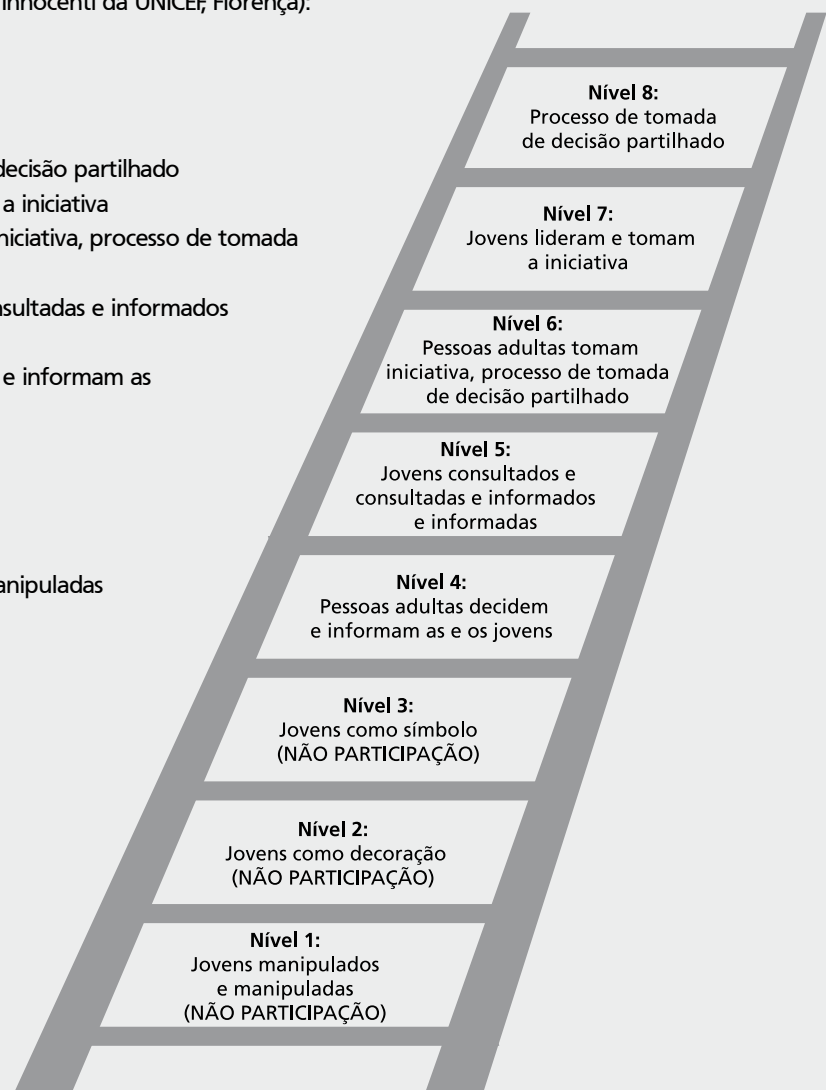 Innocenti da UNICEF, Florença):
decisão partilhado
a iniciativa
niciativa, processo de tomada
nsultadas e informados
e informam as
anipuladas
Nível 8:
Processo de tomada
de decisão partilhado
Nível 7:
Jovens lideram e tomam
a iniciativa
Nível 6:
Pessoas adultas tomam
iniciativa, processo de tomada
de decisão partilhado
Nível 5:
Jovens consultados e
consultadas e informados
e informadas
Nível 4:
Pessoas adultas decidem
e informam as e os jovens
Nível 3:
Jovens como símbolo
(NÃO PARTICIPAÇÃO)
Nível 2:
Jovens como decoração
(NÃO PARTICIPAÇÃO)
Nível 1:
Jovens manipulados
e manipuladas
(NÃO PARTICIPAÇÃO)